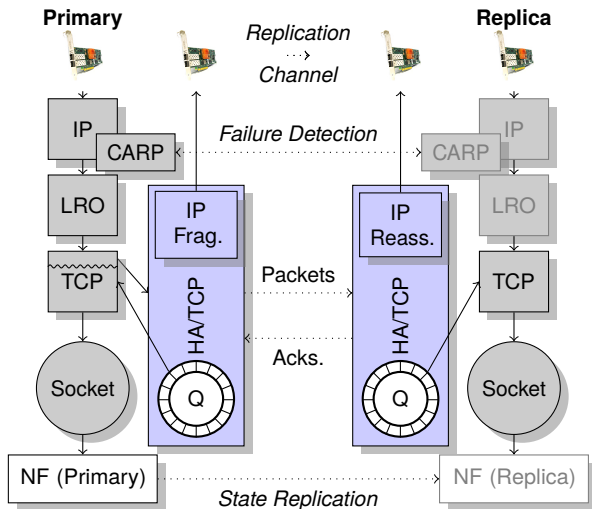 Primary
Replication
Channel
Replica
IP
CARP
Failure Detection
CARP
IP
LRO
IP
Frag.
IP
Reass.
LRO
TCP
HA/TCP
Packets
Acks.
HA/TCP
TCP
Socket
Q
Q
Socket
NF (Primary)
State Replication
NF (Replica)